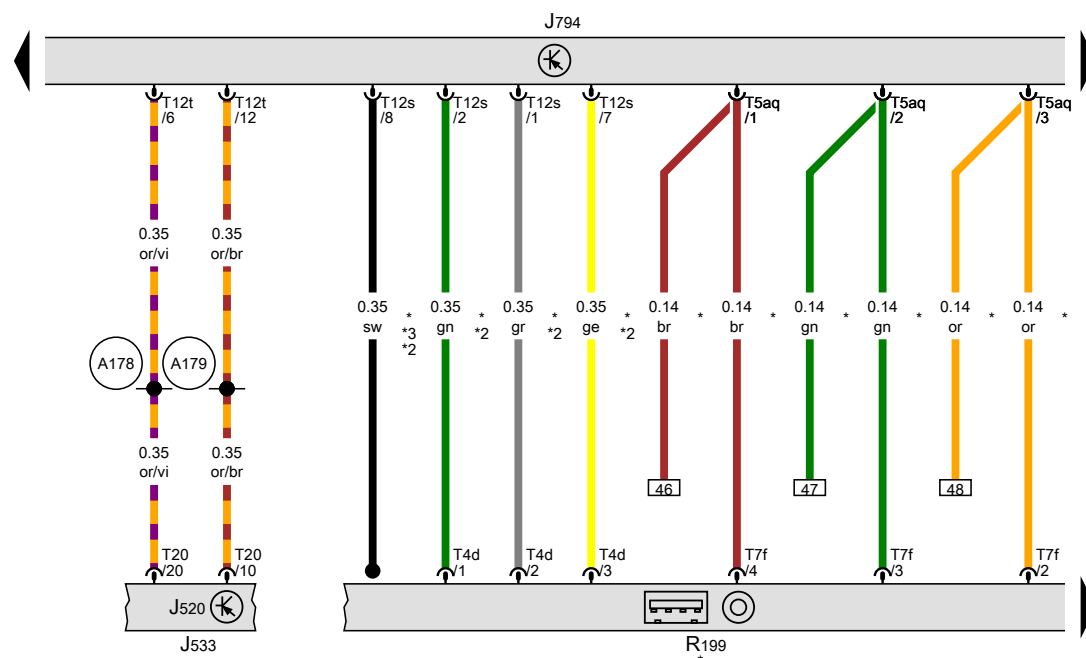 J794
T12t T12t T12s T12s T12s T12s T5aq T5aq T5aq
/6 /12 /8 /2 /1 /7 /1 /2 /3
0.35 0.35
or/vi or/br
0.35 0.35 0.35 0.35 0.14 0.14 0.14 0.14 0.14 0.14
sw * gn * gr * ge * br * br * gn * gn * or * or *
*3 *2 *2 *2
*2
A178 A179
0.35 0.35
or/vi or/br
46 47 48
T20 T20 T4d T4d T4d T7f T7f T7f
/20 /10 /1 /2 /3 /4 /3 /2
J520
J533 R199
*